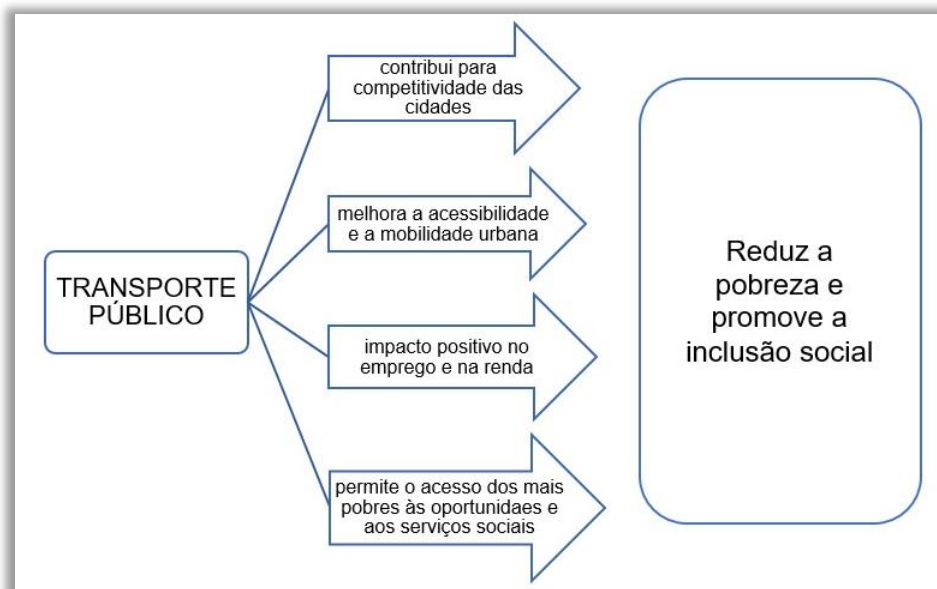 TRANSPORTE
PÚBLICO
contribui para
competitividade das
cidades
melhora a acessibilidade
e a mobilidade urbana
impacto positivo no
emprego e na renda
permite o acesso dos mais
pobres às oportunidaes e
aos serviços sociais
Reduz a
pobreza e
promove a
inclusão social